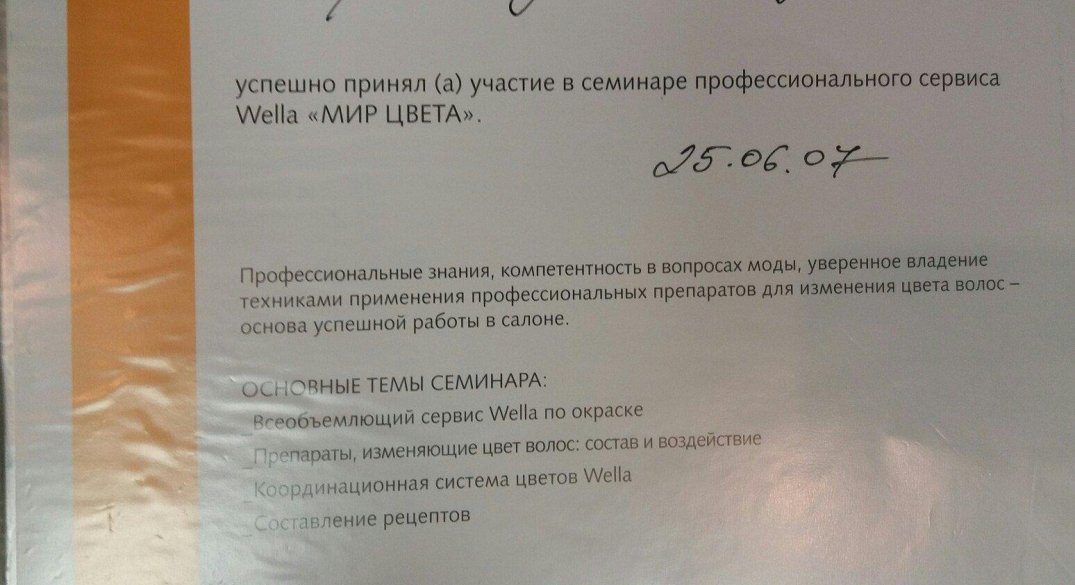 успешно принял (а) участие в семинаре профессионального сервиса
Wella «МИР ЦВЕТА».
25.06.07
Профессиональные знания, компетентность в вопросах моды, уверенное владение
техниками применения профессиональных препаратов для изменения цвета волос –
основа успешной работы в салоне.
ОСНОВНЫЕ ТЕМЫ СЕМИНАРА:
_Всеобъемлющий сервис Wella по окраске
_Препараты, изменяющие цвет волос: состав и воздействие
_Координационная система цветов Wella
_Составление рецептов